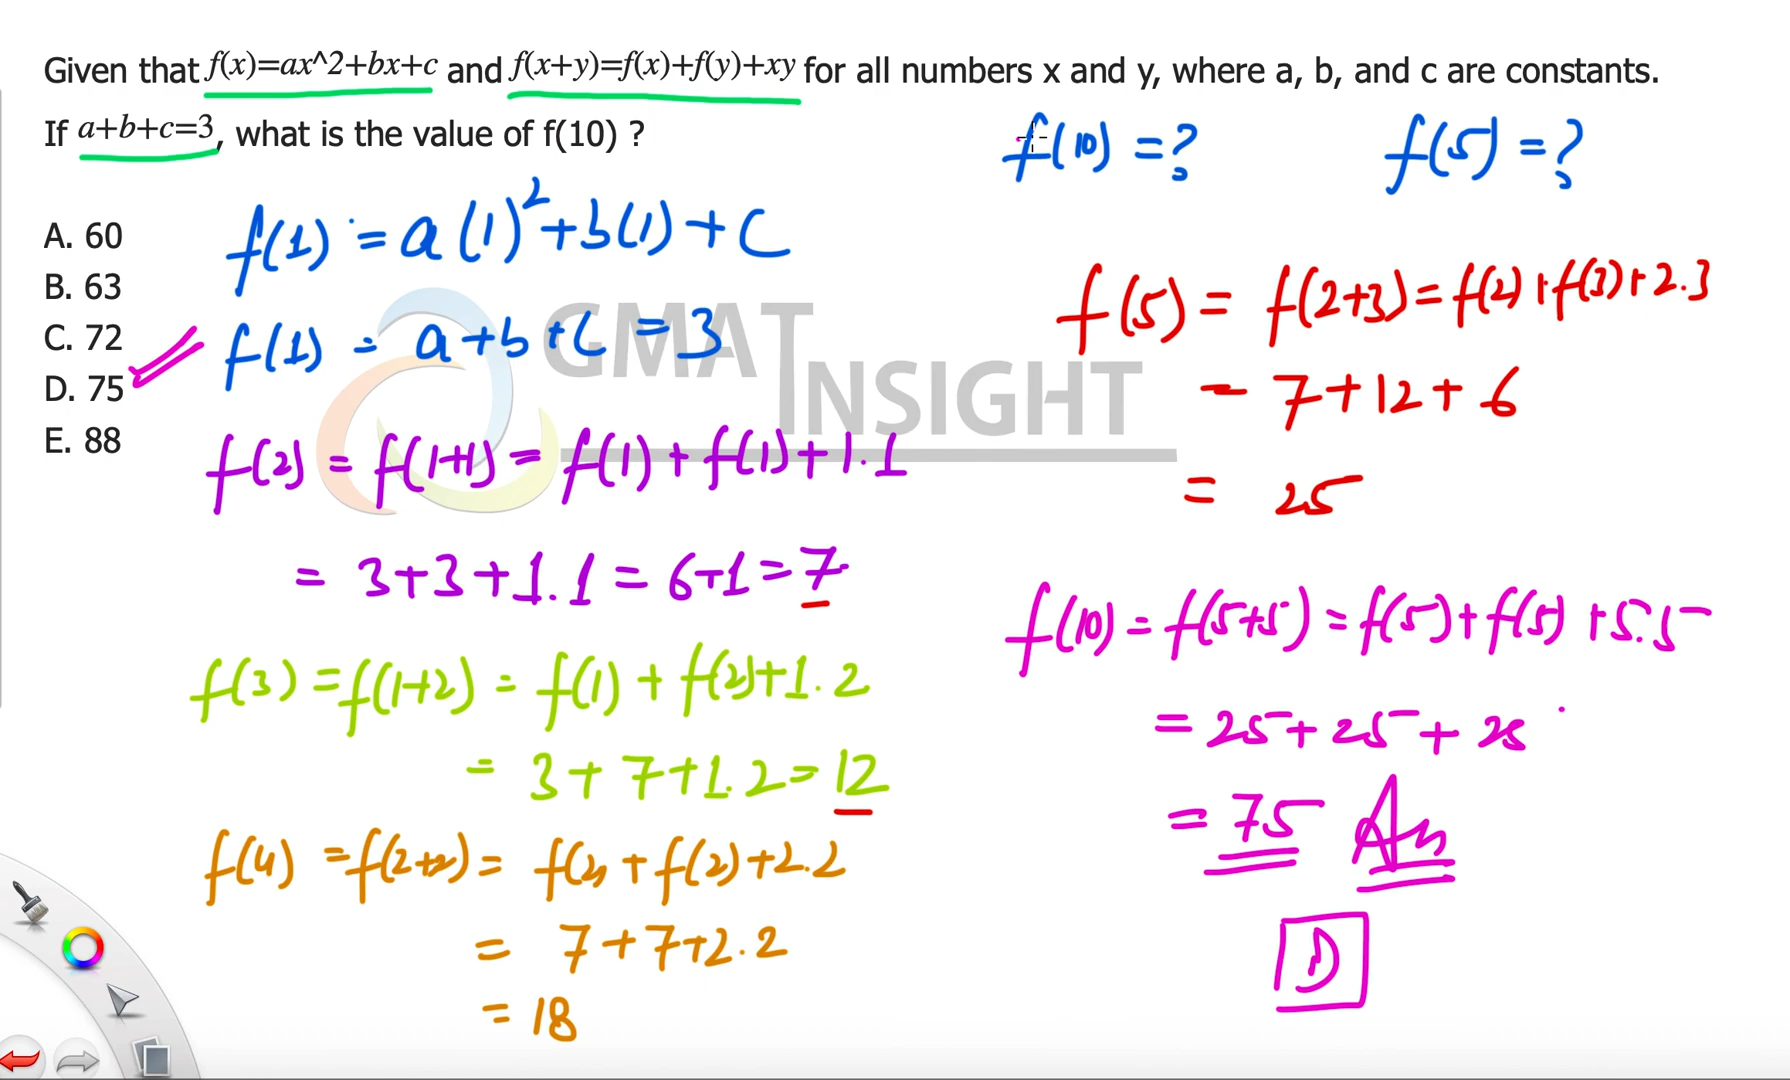 Given that f(x)=ax^2+bx+c and f(x+y)=f(x)+f(y)+xy for all numbers x and y, where a, b, and c are constants.
If a+b+c=3, what is the value of f(10) ?
A. 60
B. 63
C. 72
D. 75
E. 88
f(1) = a(1)²+b(1)+c
f(1) = a+b+c = 3
f(2) = f(1+1) = f(1) + f(1)+1.1
= 3+3+1.1 = 6+1 = 7
f(3) = f(1+2) = f(1) + f(2)+1.2
= 3+7+1.2 = 12
f(4) = f(2+2) = f(2) + f(2)+2.2
= 7+7+2.2
= 18
f(10) = ?
f(5) = ?
f(5) = f(2+3) = f(2)+f(3)+2.3
= 7+12+6
= 25
f(10) = f(5+5) = f(5)+f(5)+5.5
= 25+25+25
= 75 Ans
D
GMAT
INSIGHT